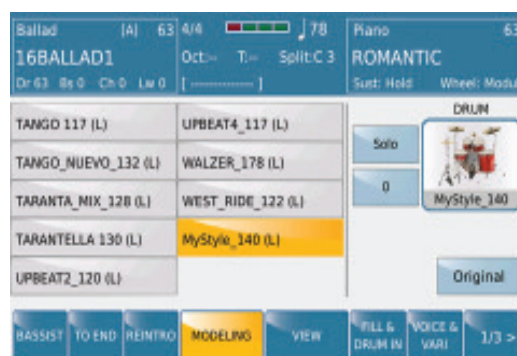 Ballad [A] 63 4/4 78 Piano 63
16BALLAD1 Oct:-- T:-- Split:C 3 ROMANTIC
Dr 63 Bs 0 Ch 0 Lw 0 [ ------------- ] Sust: Hold Wheel: Modu
DRUM
TANGO 117 (L) UPBEAT4_117 (L)
Solo
TANGO_NUEVO_132 (L) WALZER_178 (L)
0
TARANTA_MIX_128 (L) WEST_RIDE_122 (L) MyStyle_140
TARANTELLA 130 (L) MyStyle_140 (L)
UPBEAT2_120 (L) Original
BASSIST TO END REINTRO MODELING VIEW FILL & DRUM IN VOICE & VARI 1/3 >